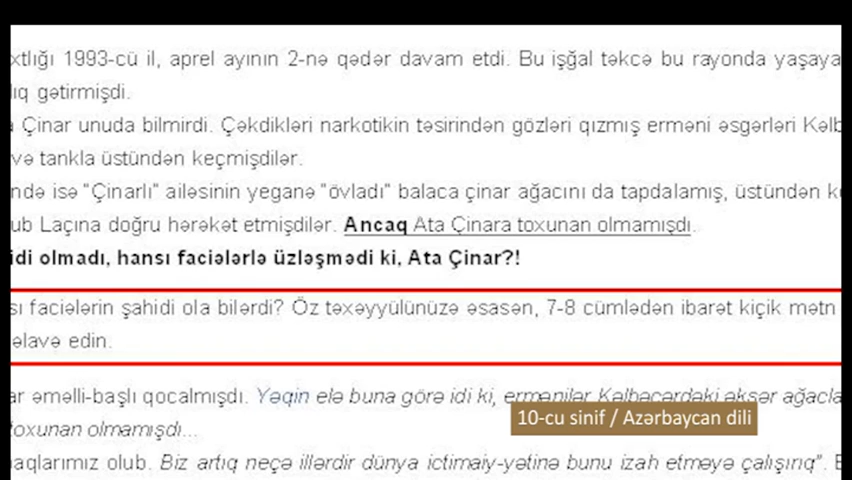 xtlığı 1993-cü il, aprel ayının 2-nə qədər davam etdi. Bu işğal təkcə bu rayonda yaşaya
lıq gətirmişdi.
a Çinar unuda bilmirdi. Çəkdikləri narkotikin təsirindən gözləri qızmış erməni əsgərləri Kəlb
və tankla üstündən keçmişdilər.
ndə isə "Çinarlı" ailəsinin yeganə "övladı" balaca çinar ağacını da tapdalamış, üstündən k
ub Laçına doğru hərəkət etmişdilər. Ancaq Ata Çinara toxunan olmamışdı.
idi olmadı, hansı faciələrlə üzləşmədi ki, Ata Çinar?!
sı faciələrin şahidi ola bilərdi? Öz təxəyyülünüzə əsasən, 7-8 cümlədən ibarət kiçik mətn
əlavə edin.
ar əməlli-başlı qocalmışdı. Yəqin elə buna görə idi ki, ermənilər Kəlbəcərdəki əksər ağacla
10-cu sinif / Azərbaycan dili
toxunan olmamışdı...
naqlarımız olub. Biz artıq neçə illərdir dünya ictimaiy-yətinə bunu izah etməyə çalışırıq". B